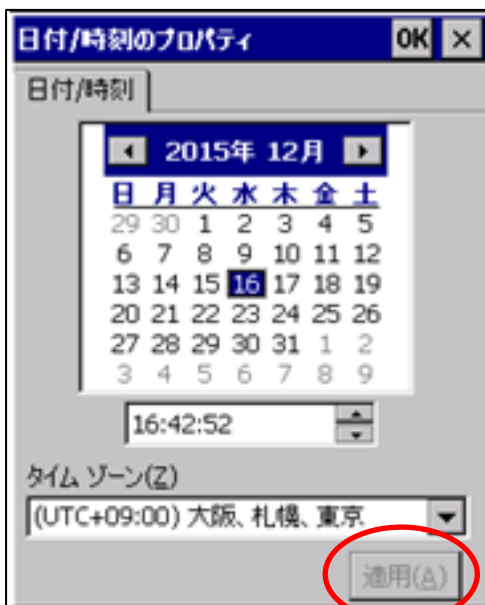 日付/時刻のプロパティ OK ×
日付/時刻
2015年 12月
日 月 火 水 木 金 土
29 30 1 2 3 4 5
6 7 8 9 10 11 12
13 14 15 16 17 18 19
20 21 22 23 24 25 26
27 28 29 30 31 1 2
3 4 5 6 7 8 9
16:42:52
タイム ゾーン(Z)
(UTC+09:00) 大阪、札幌、東京
適用(A)